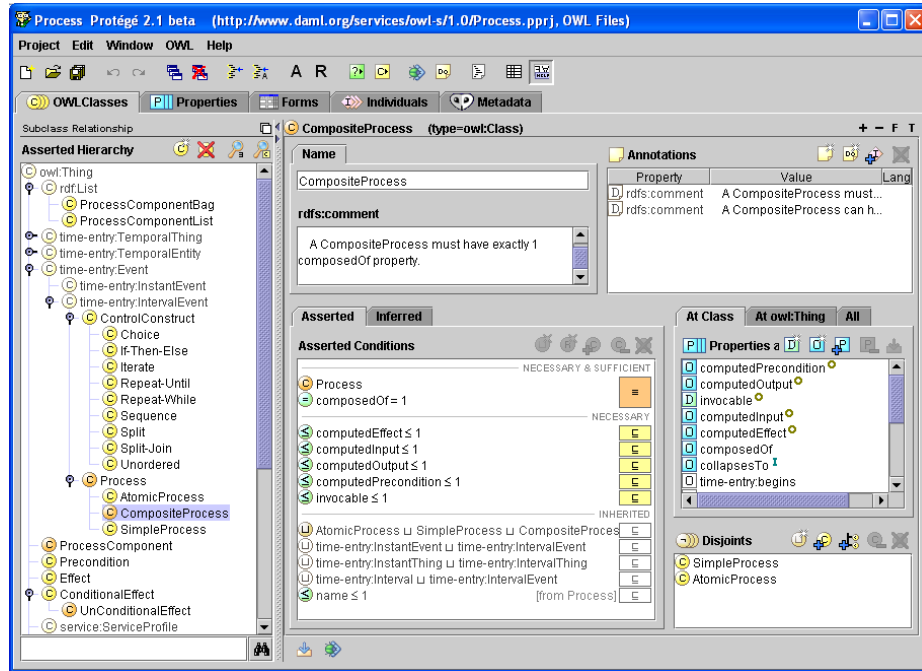 Process Protégé 2.1 beta (http://www.daml.org/services/owl-s/1.0/Process.pprj, OWL Files)
Project Edit Window OWL Help
OWLClasses Properties Forms Individuals Metadata
Subclass Relationship
Asserted Hierarchy
owl:Thing
rdf:List
ProcessComponentBag
ProcessComponentList
time-entry:TemporalThing
time-entry:TemporalEntity
time-entry:Event
time-entry:InstantEvent
time-entry:IntervalEvent
ControlConstruct
Choice
If-Then-Else
Iterate
Repeat-Until
Repeat-While
Sequence
Split
Split-Join
Unordered
Process
AtomicProcess
CompositeProcess
SimpleProcess
ProcessComponent
Precondition
Effect
ConditionalEffect
UnConditionalEffect
service:ServiceProfile
CompositeProcess (type=owl:Class)
+ − F T
Name
CompositeProcess
rdfs:comment
A CompositeProcess must have exactly 1
composedOf property.
Annotations
Property Value Lang
rdfs:comment A CompositeProcess must...
rdfs:comment A CompositeProcess can h...
Asserted Inferred
Asserted Conditions
NECESSARY & SUFFICIENT
Process
composedOf = 1
≡
NECESSARY
computedEffect ≤ 1 ⊑
computedInput ≤ 1 ⊑
computedOutput ≤ 1 ⊑
computedPrecondition ≤ 1 ⊑
invocable ≤ 1 ⊑
INHERITED
AtomicProcess ⊔ SimpleProcess ⊔ CompositeProces ⊑
time-entry:InstantEvent ⊔ time-entry:IntervalEvent ⊑
time-entry:InstantThing ⊔ time-entry:IntervalThing ⊑
time-entry:Interval ⊔ time-entry:IntervalEvent ⊑
name ≤ 1 [from Process] ⊑
At Class At owl:Thing All
Properties a
computedPrecondition
computedOutput
invocable
computedInput
computedEffect
composedOf
collapsesTo
time-entry:begins
Disjoints
SimpleProcess
AtomicProcess